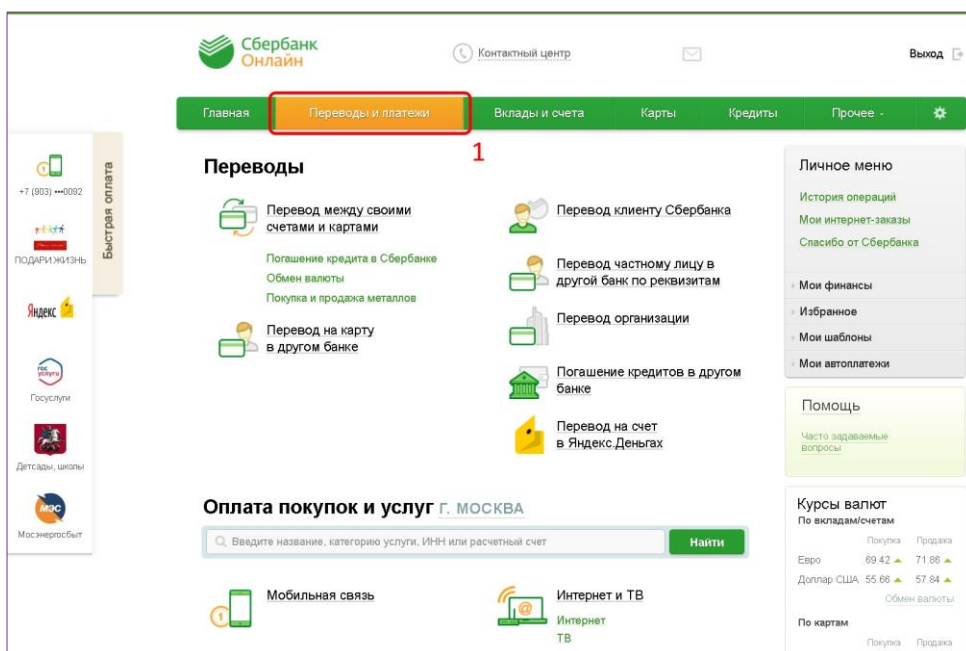 Сбербанк
Онлайн
Контактный центр
Выход
Главная
Переводы и платежи
Вклады и счета
Карты
Кредиты
Прочее
1
Быстрая оплата
+7 (903) •••0092
ПОДАРИ ЖИЗНЬ
Яндекс
гос
услуги
Госуслуги
Детсады, школы
мэс
Мосэнергосбыт
Переводы
Перевод между своими
счетами и картами
Погашение кредита в Сбербанке
Обмен валюты
Покупка и продажа металлов
Перевод на карту
в другом банке
Перевод клиенту Сбербанка
Перевод частному лицу в
другой банк по реквизитам
Перевод организации
Погашение кредитов в другом
банке
Перевод на счет
в Яндекс.Деньгах
Оплата покупок и услуг г. МОСКВА
Введите название, категорию услуги, ИНН или расчетный счет
Найти
1
Мобильная связь
@
Интернет и ТВ
Интернет
ТВ
Личное меню
История операций
Мои интернет-заказы
Спасибо от Сбербанка
Мои финансы
Избранное
Мои шаблоны
Мои автоплатежи
Помощь
Часто задаваемые
вопросы
Курсы валют
По вкладам/счетам
Покупка Продажа
Евро 69.42 71.86
Доллар США 55.66 57.84
Обмен валюты
По картам
Покупка Продажа